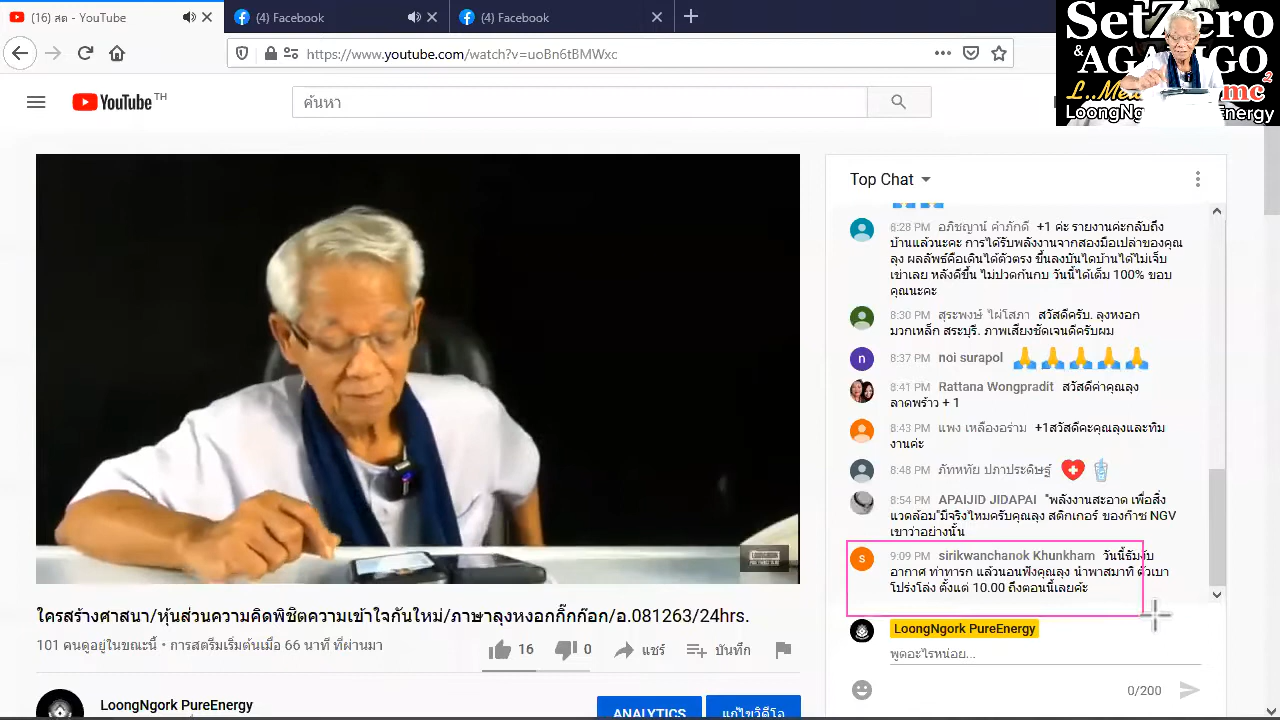 (16) สด - YouTube
(4) Facebook
(4) Facebook
https://www.youtube.com/watch?v=uoBn6tBMWxc
SetZero
&
L..Me
mc2
LoongNg
Energy
YouTube TH
ค้นหา
Top Chat
8:28 PM อภิชญาน์ คำภักดี +1 ค่ะ รายงานค่ะกลับถึง
บ้านแล้วนะคะ การได้รับพลังงานจากสองมือเปล่าของคุณ
ลุง ผลลัพธ์คือเดินได้ตัวตรง ขึ้นลงบันไดบ้านได้ไม่เจ็บ
เข่าเลย หลังดีขึ้น ไม่ปวดก้นกบ วันนี้ได้เต็ม 100% ขอบ
คุณนะคะ
8:30 PM สุระพงษ์ ไผ่โสภา สวัสดีครับ. ลุงหงอก
มวกเหล็ก สระบุรี. ภาพเสียงชัดเจนดีครับผม
n
8:37 PM noi surapol 🙏🙏🙏🙏🙏
8:41 PM Rattana Wongpradit สวัสดีค่าคุณลุง
ลาดพร้าว + 1
8:43 PM แพง เหลืองอร่าม +1สวัสดีคะคุณลุงและทีม
งานค่ะ
8:48 PM ภัทหทัย ปภาประดิษฐ์
8:54 PM APAIJID JIDAPAI "พลังงานสะอาด เพื่อสิ่ง
แวดล้อม"มีจริงไหมครับคุณลุง สติกเกอร์ ของก๊าซ NGV
เขาว่าอย่างนั้น
s
9:09 PM sirikwanchanok Khunkham วันนี้ธัมงับ
อากาศ ท่าทารก แล้วนอนฟังคุณลุง นำพาสมาทิ ตัวเบา
โปร่งโล่ง ตั้งแต่ 10.00 ถึงตอนนี้เลยค้ะ
LoongNgork PureEnergy
พูดอะไรหน่อย...
0/200
ใครสร้างศาสนา/หุ้นส่วนความคิดพิชิตความเข้าใจกันใหม่/ภาษาลุงหงอกกิ๊กก๊อก/อ.081263/24hrs.
101 คนดูอยู่ในขณะนี้ • การสตรีมเริ่มต้นเมื่อ 66 นาที ที่ผ่านมา
16
0
แชร์
บันทึก
LoongNgork PureEnergy
ANALYTICS
แก้ไขวิดีโอ